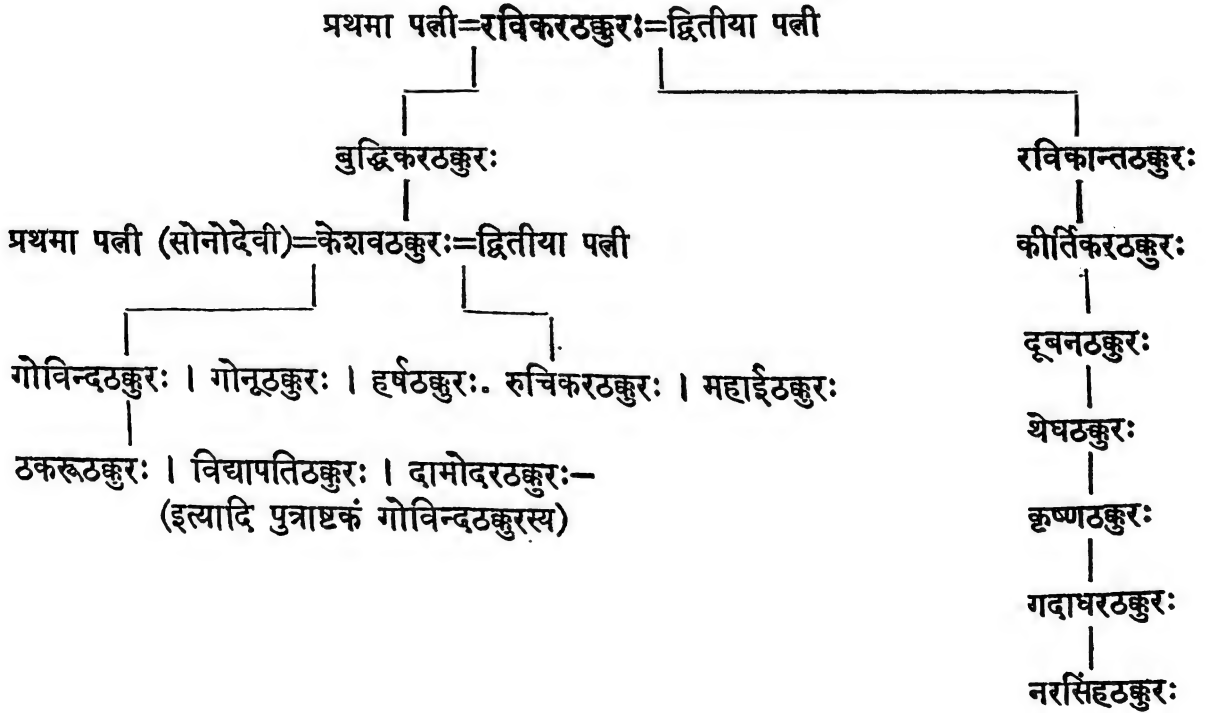 प्रथमा पत्नी=रविकरठक्कुरः=द्वितीया पत्नी
बुद्धिकरठक्कुरः
रविकान्तठक्कुरः
प्रथमा पत्नी (सोनोदेवी)=केशवठक्कुरः=द्वितीया पत्नी
कीर्तिकरठक्कुरः
दूबनठक्कुरः
गोविन्दठक्कुरः । गोनूठक्कुरः । हर्षठक्कुरः. रुचिकरठक्कुरः । महाईठक्कुरः
थेघठक्कुरः
ठकरूठक्कुरः । विद्यापतिठक्कुरः । दामोदरठक्कुरः—
(इत्यादि पुत्राष्टकं गोविन्दठक्कुरस्य)
कृष्णठक्कुरः
गदाधरठक्कुरः
नरसिंहठक्कुरः